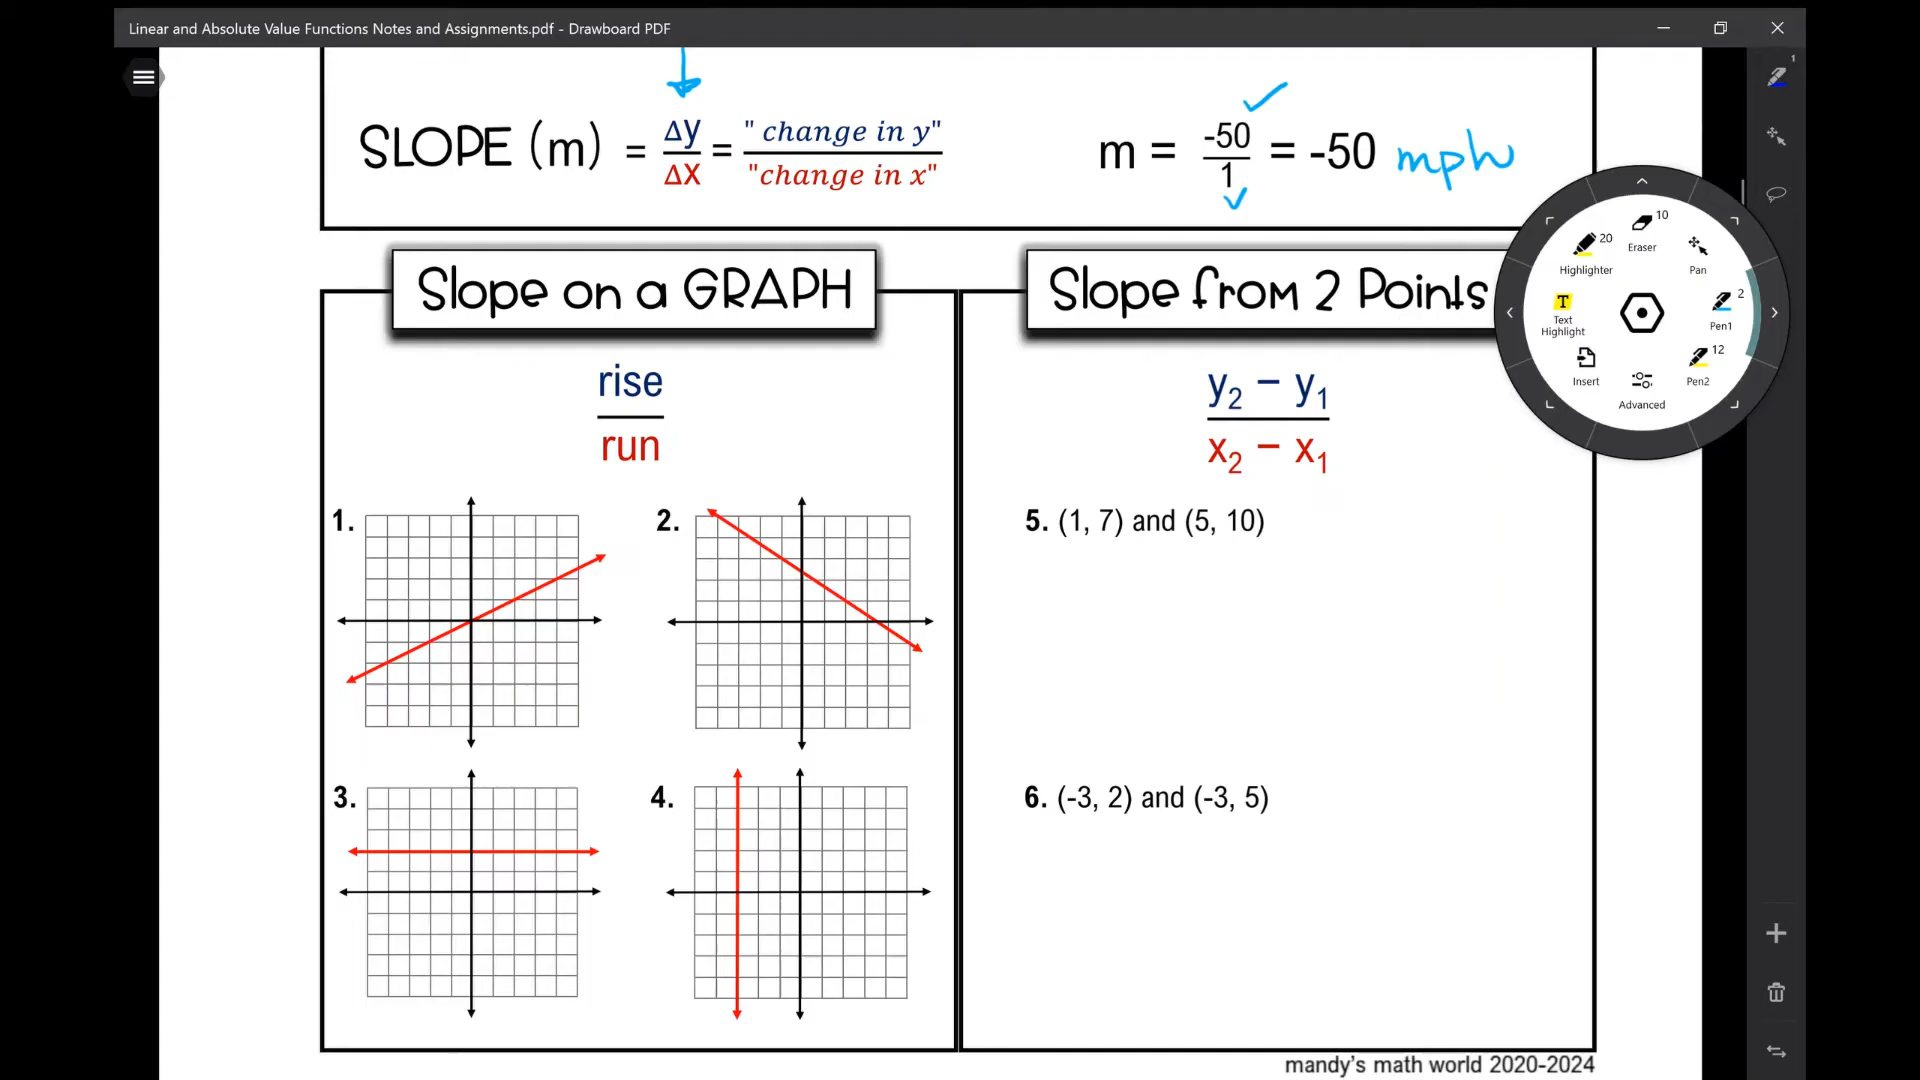 Linear and Absolute Value Functions Notes and Assignments.pdf - Drawboard PDF
SLOPE (m) = Δy/Δx = " change in y"/"change in x"
m = -50/1 = -50 mph
1
10
Eraser
20
Highlighter
Pan
T
Text
Highlight
2
Pen1
Insert
12
Pen2
Advanced
Slope on a GRAPH
rise
run
1.
2.
3.
4.
Slope from 2 Points
y₂ − y₁
x₂ − x₁
5. (1, 7) and (5, 10)
6. (-3, 2) and (-3, 5)
mandy's math world 2020-2024